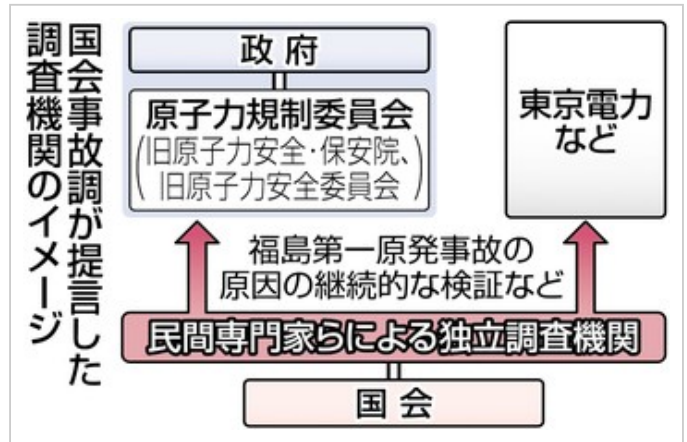 国会事故調が提言した
調査機関のイメージ
政府
原子力規制委員会
(旧原子力安全・保安院、
旧原子力安全委員会)
東京電力
など
福島第一原発事故の
原因の継続的な検証など
民間専門家らによる独立調査機関
国会